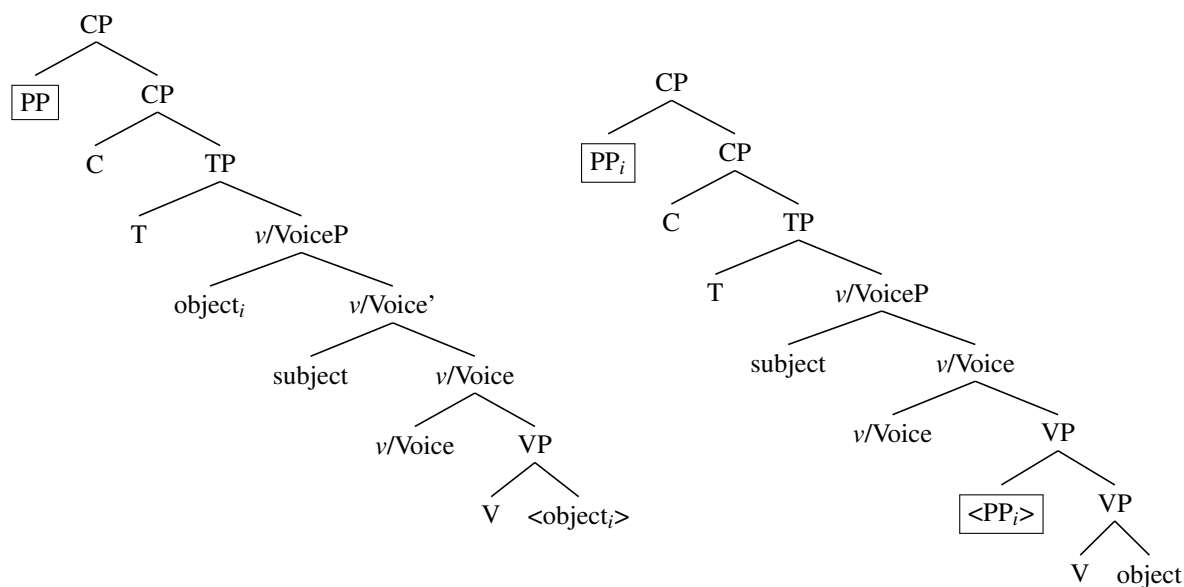 CP
PP CP
C TP
T v/VoiceP
objectᵢ v/Voice’
subject v/Voice
v/Voice VP
V <objectᵢ>
CP
PPᵢ CP
C TP
T v/VoiceP
subject v/Voice
v/Voice VP
<PPᵢ> VP
V object